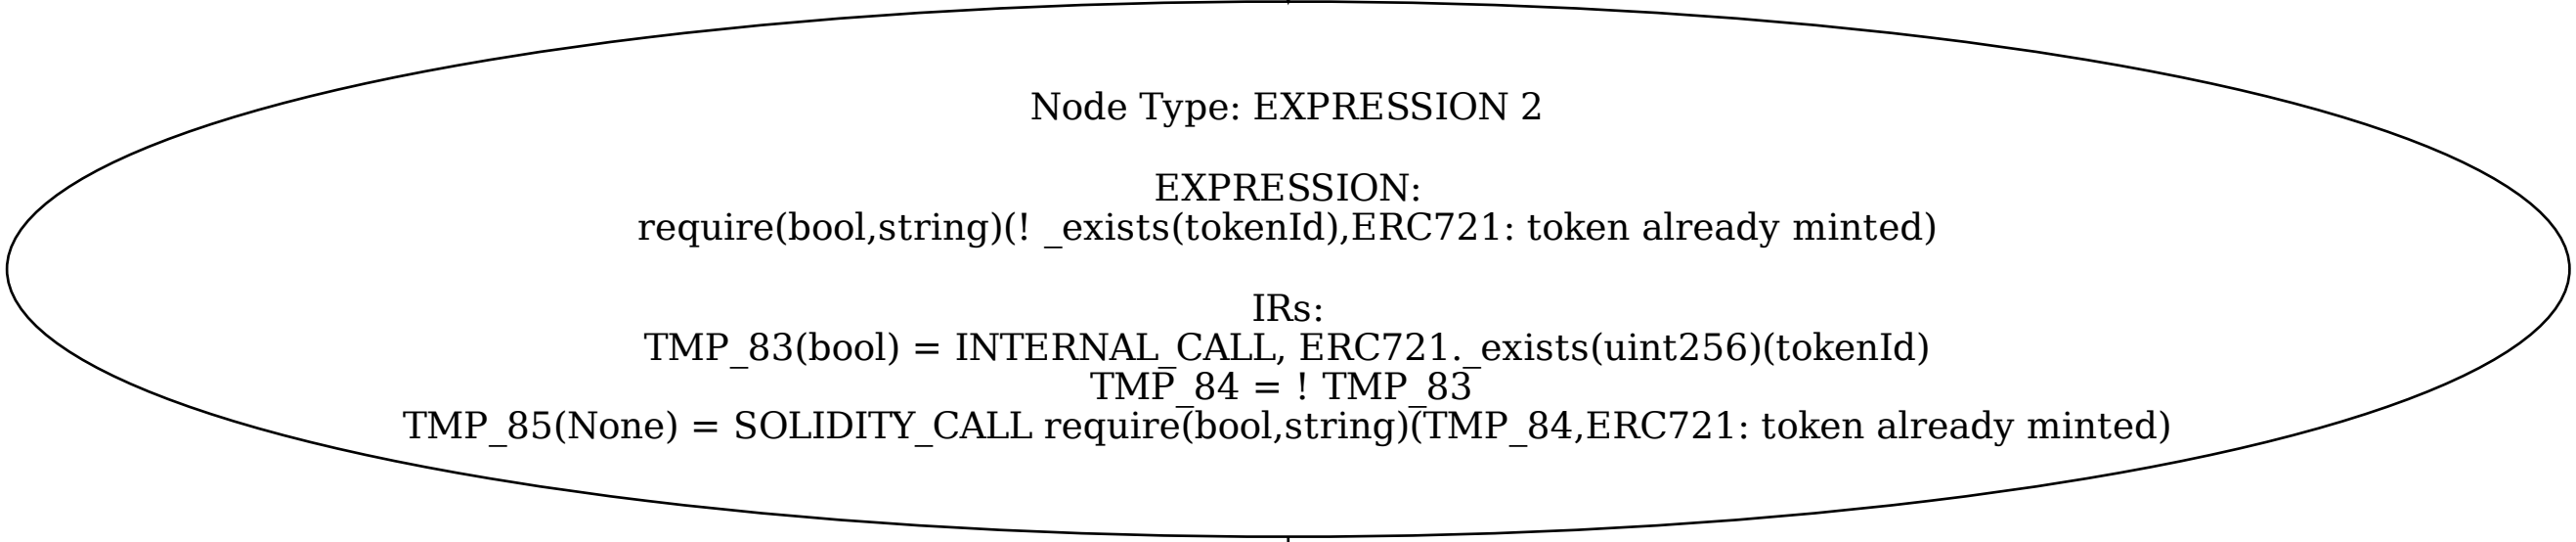 Node Type: EXPRESSION 2
EXPRESSION:
require(bool,string)(! _exists(tokenId),ERC721: token already minted)
IRs:
TMP_83(bool) = INTERNAL_CALL, ERC721._exists(uint256)(tokenId)
TMP_84 = ! TMP_83
TMP_85(None) = SOLIDITY_CALL require(bool,string)(TMP_84,ERC721: token already minted)